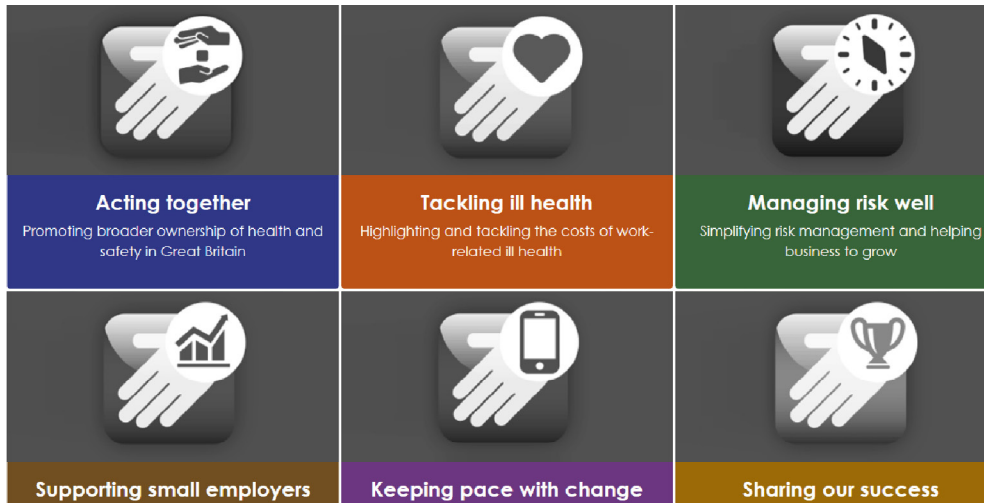 Acting together
Promoting broader ownership of health and
safety in Great Britain
Tackling ill health
Highlighting and tackling the costs of work-
related ill health
Managing risk well
Simplifying risk management and helping
business to grow
Supporting small employers
Keeping pace with change
Sharing our success